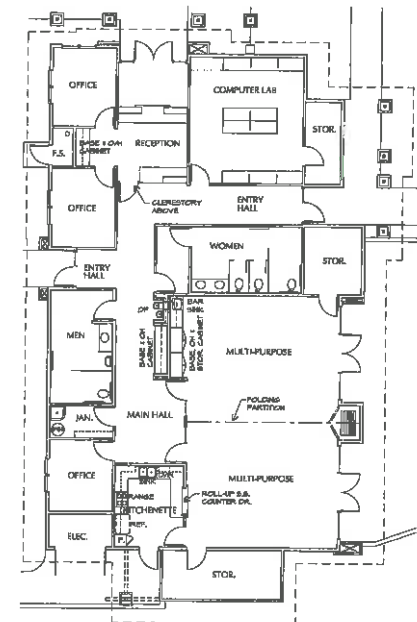 OFFICE
COMPUTER LAB
STOR.
F.S.
BASE & O/H
CABINET
RECEPTION
OFFICE
CLERESTORY
ABOVE
ENTRY
HALL
WOMEN
STOR.
ENTRY
HALL
MEN
DF
BAR
SINK
BASE & OH
CABINET
BASE, OH &
STOR. CABINET
MULTI-PURPOSE
JAN.
MAIN HALL
FOLDING
PARTITION
OFFICE
SINK
RANGE
KITCHENETTE
REF.
ROLL-UP S.S.
COUNTER DR.
MULTI-PURPOSE
ELEC.
F.
STOR.